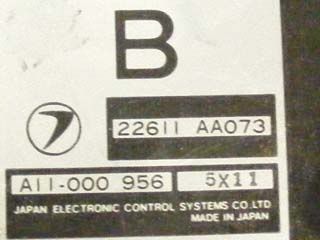 B
22611 AA073
A11-000 956 5X11
JAPAN ELECTRONIC CONTROL SYSTEMS CO.LTD
MADE IN JAPAN